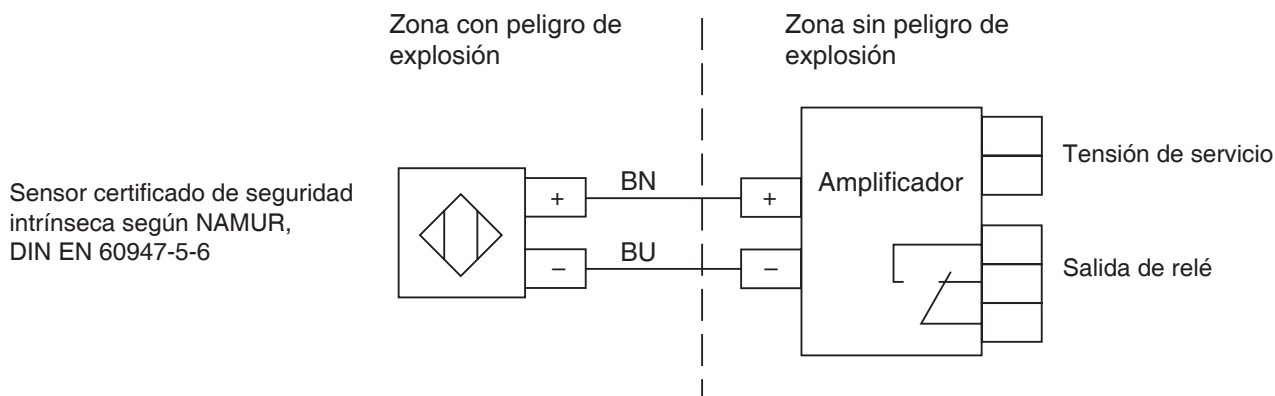 Zona con peligro de
explosión
Zona sin peligro de
explosión
Sensor certificado de seguridad
intrínseca según NAMUR,
DIN EN 60947-5-6
+
BN
+
–
BU
–
Amplificador
Tensión de servicio
Salida de relé